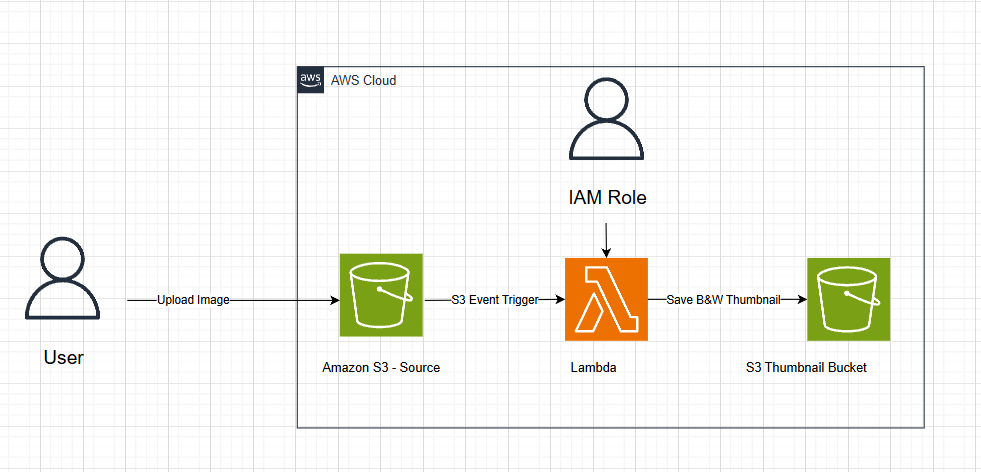 aws
AWS Cloud
IAM Role
Upload Image
S3 Event Trigger
Save B&W Thumbnail
User
Amazon S3 - Source
Lambda
S3 Thumbnail Bucket